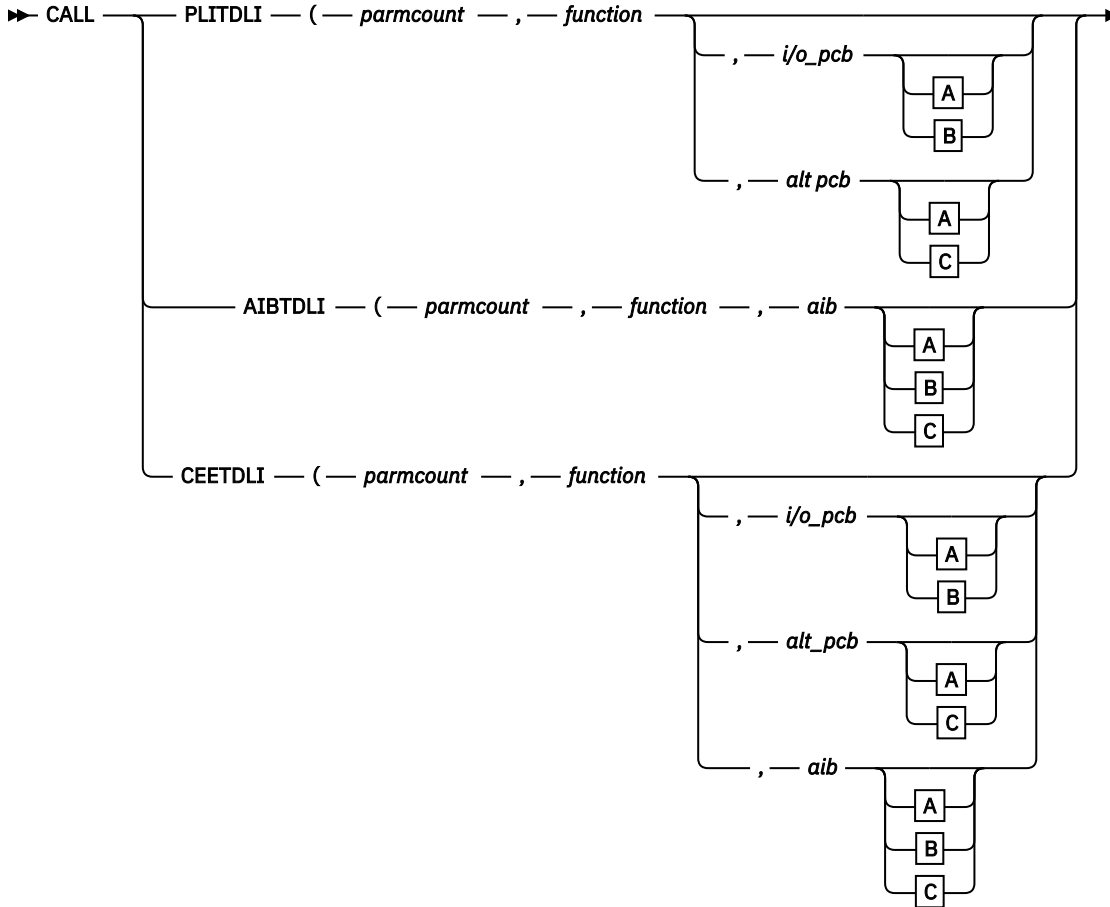 CALL PLITDLI ( parmcount , function
, i/o_pcb
A
B
, alt pcb
A
C
AIBTDLI ( parmcount , function , aib
A
B
C
CEETDLI ( parmcount , function
, i/o_pcb
A
B
, alt_pcb
A
C
, aib
A
B
C